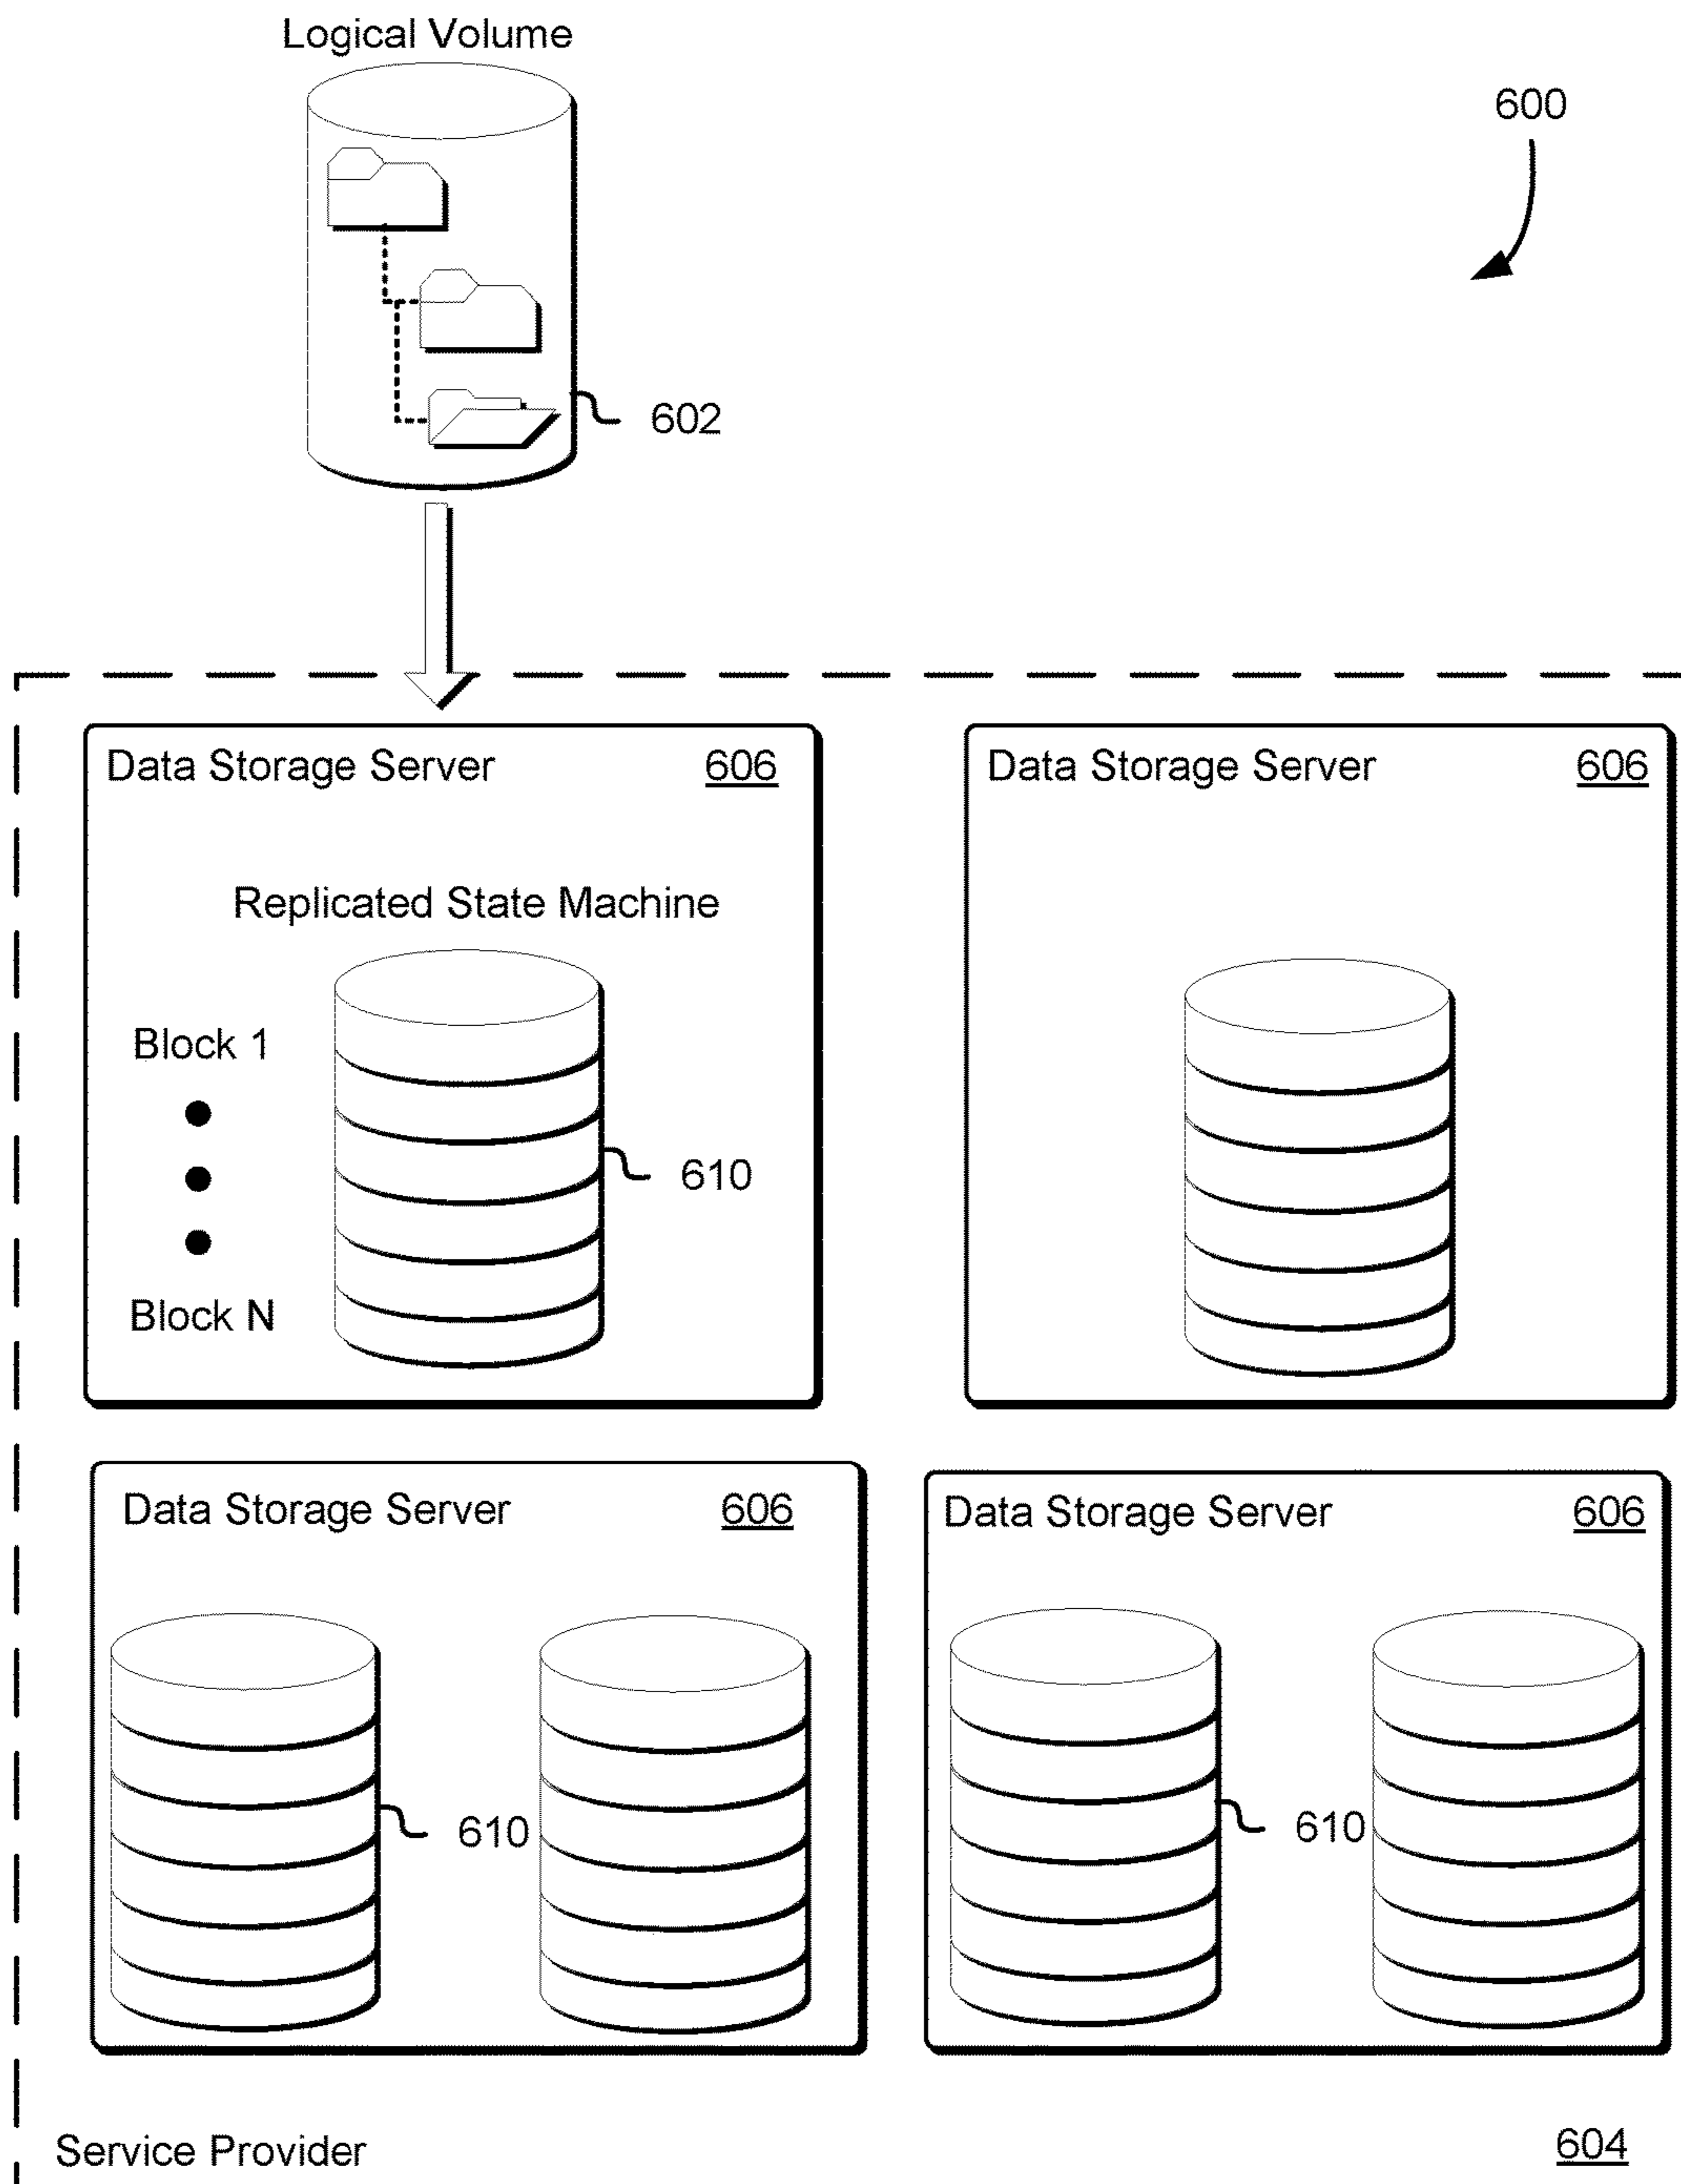 Logical Volume
600
602
Data Storage Server 606
Data Storage Server 606
Replicated State Machine
Block 1
610
Block N
Data Storage Server 606
Data Storage Server 606
610
610
Service Provider 604